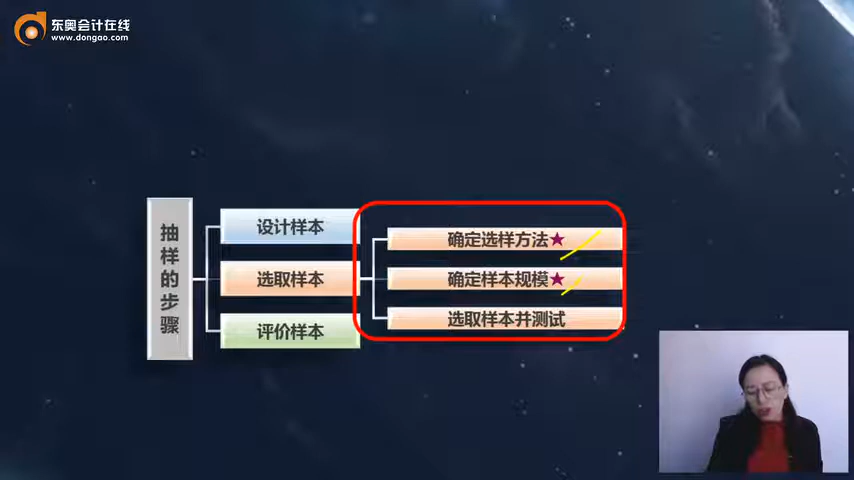 东奥会计在线
www.dongao.com
抽样的步骤
设计样本
选取样本
评价样本
确定选样方法★
确定样本规模★
选取样本并测试